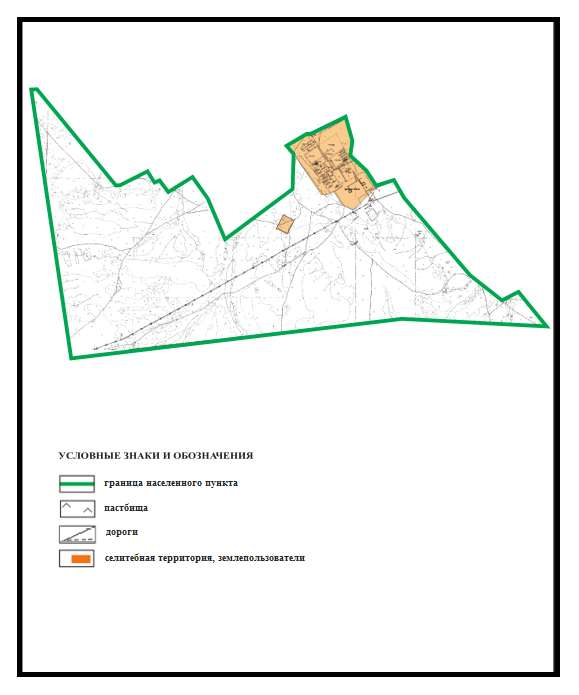 УСЛОВНЫЕ ЗНАКИ И ОБОЗНАЧЕНИЯ
граница населенного пункта
пастбища
дороги
селитебная территория, землепользователи